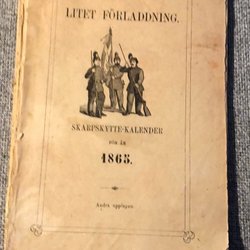 LITET FÖRLADDNING.
SKARPSKYTTE-KALENDER
FÖR ÅR
1865.
Andra upplagan.